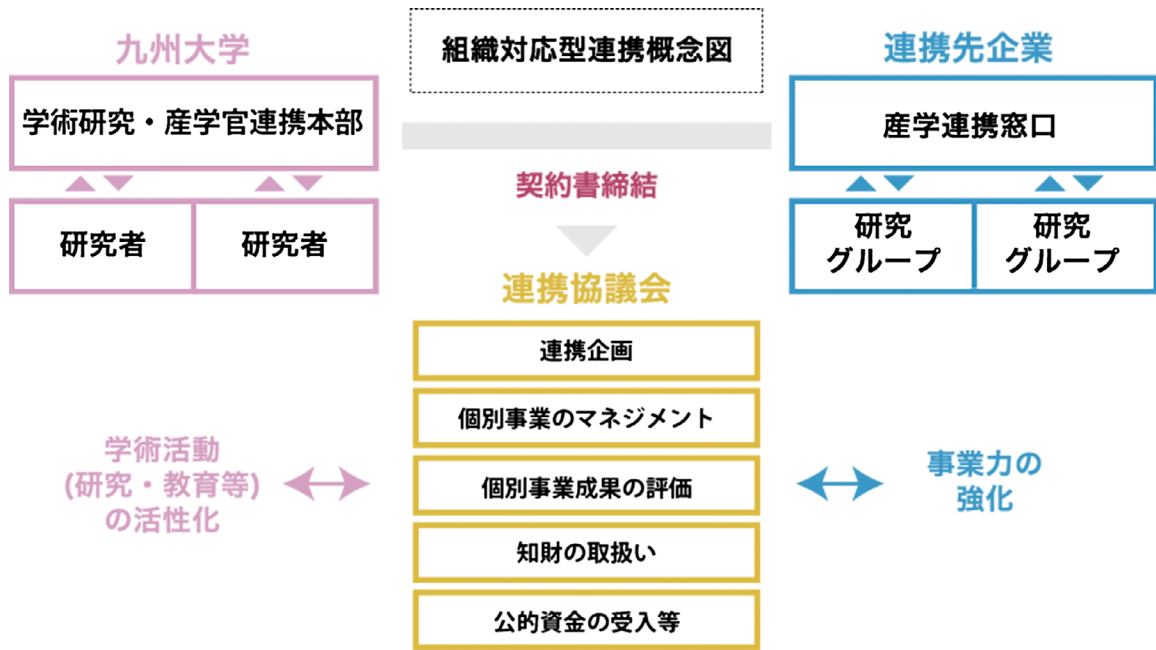 組織対応型連携概念図
九州大学
学術研究・産学官連携本部
研究者
研究者
連携先企業
産学連携窓口
研究
グループ
研究
グループ
契約書締結
連携協議会
連携企画
個別事業のマネジメント
個別事業成果の評価
知財の取扱い
公的資金の受入等
学術活動
(研究・教育等)
の活性化
事業力の
強化